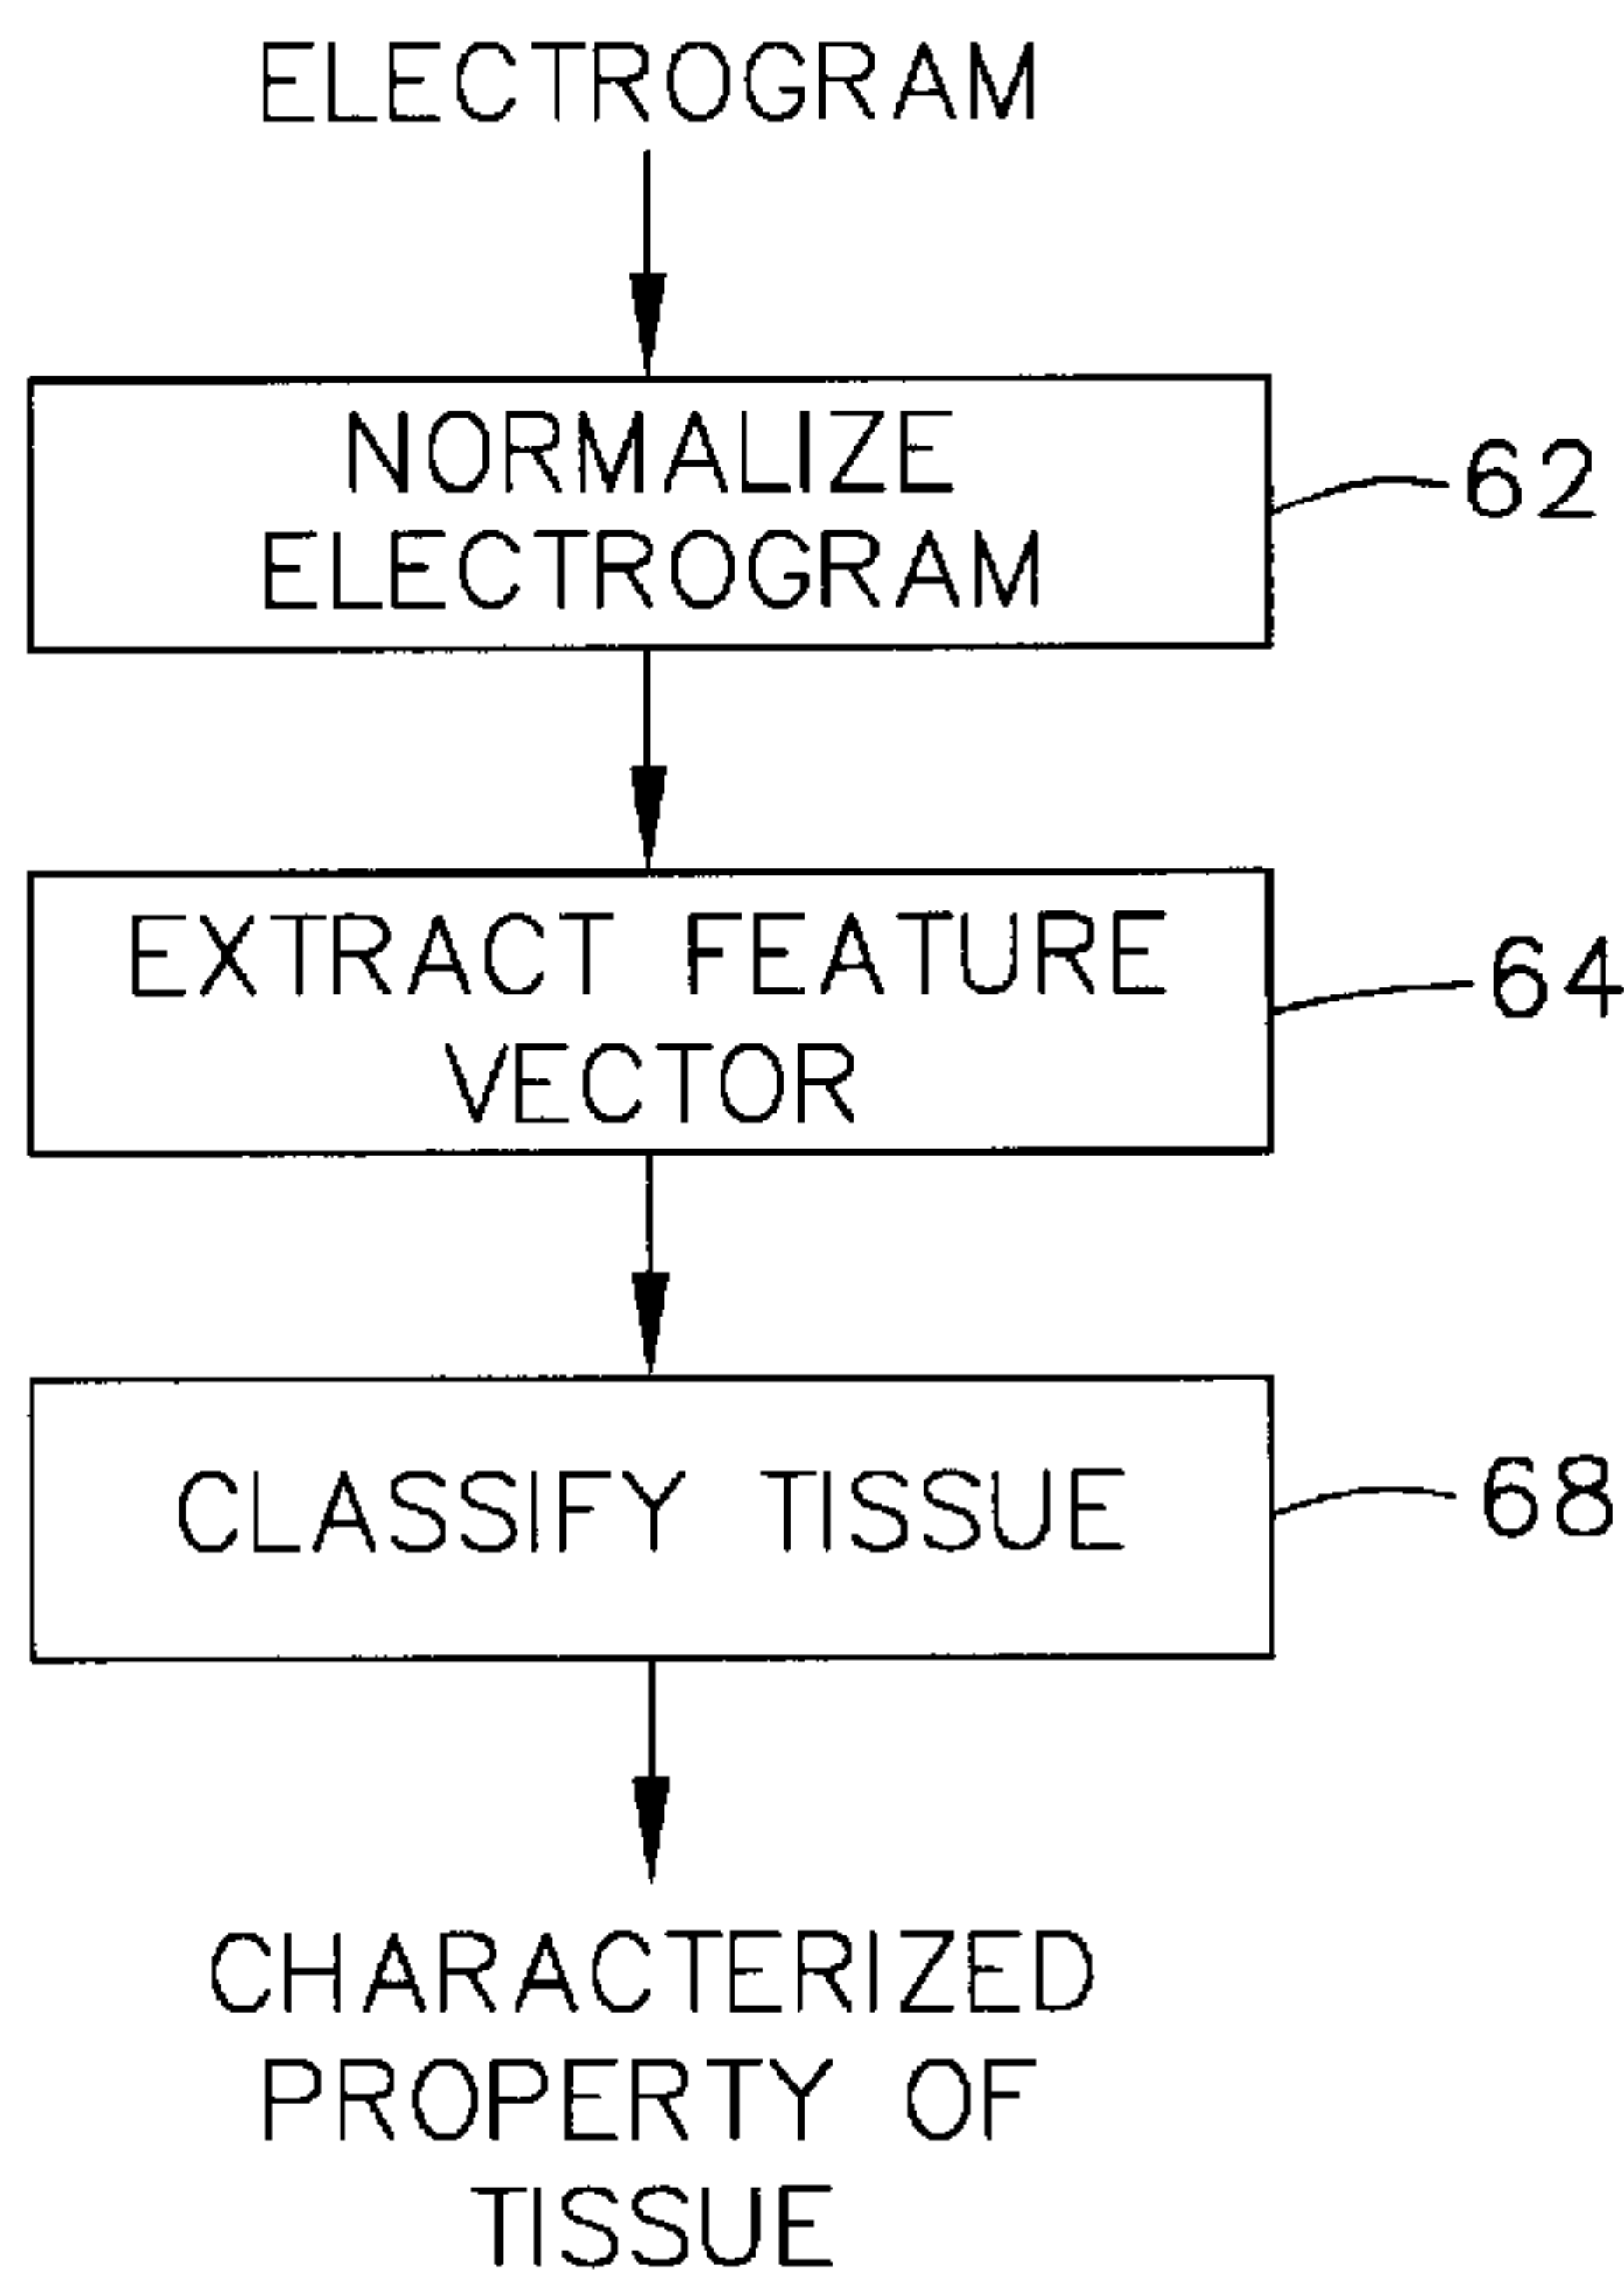 ELECTROGRAM
NORMALIZE
ELECTROGRAM
62
EXTRACT FEATURE
VECTOR
64
CLASSIFY TISSUE
68
CHARACTERIZED
PROPERTY OF
TISSUE